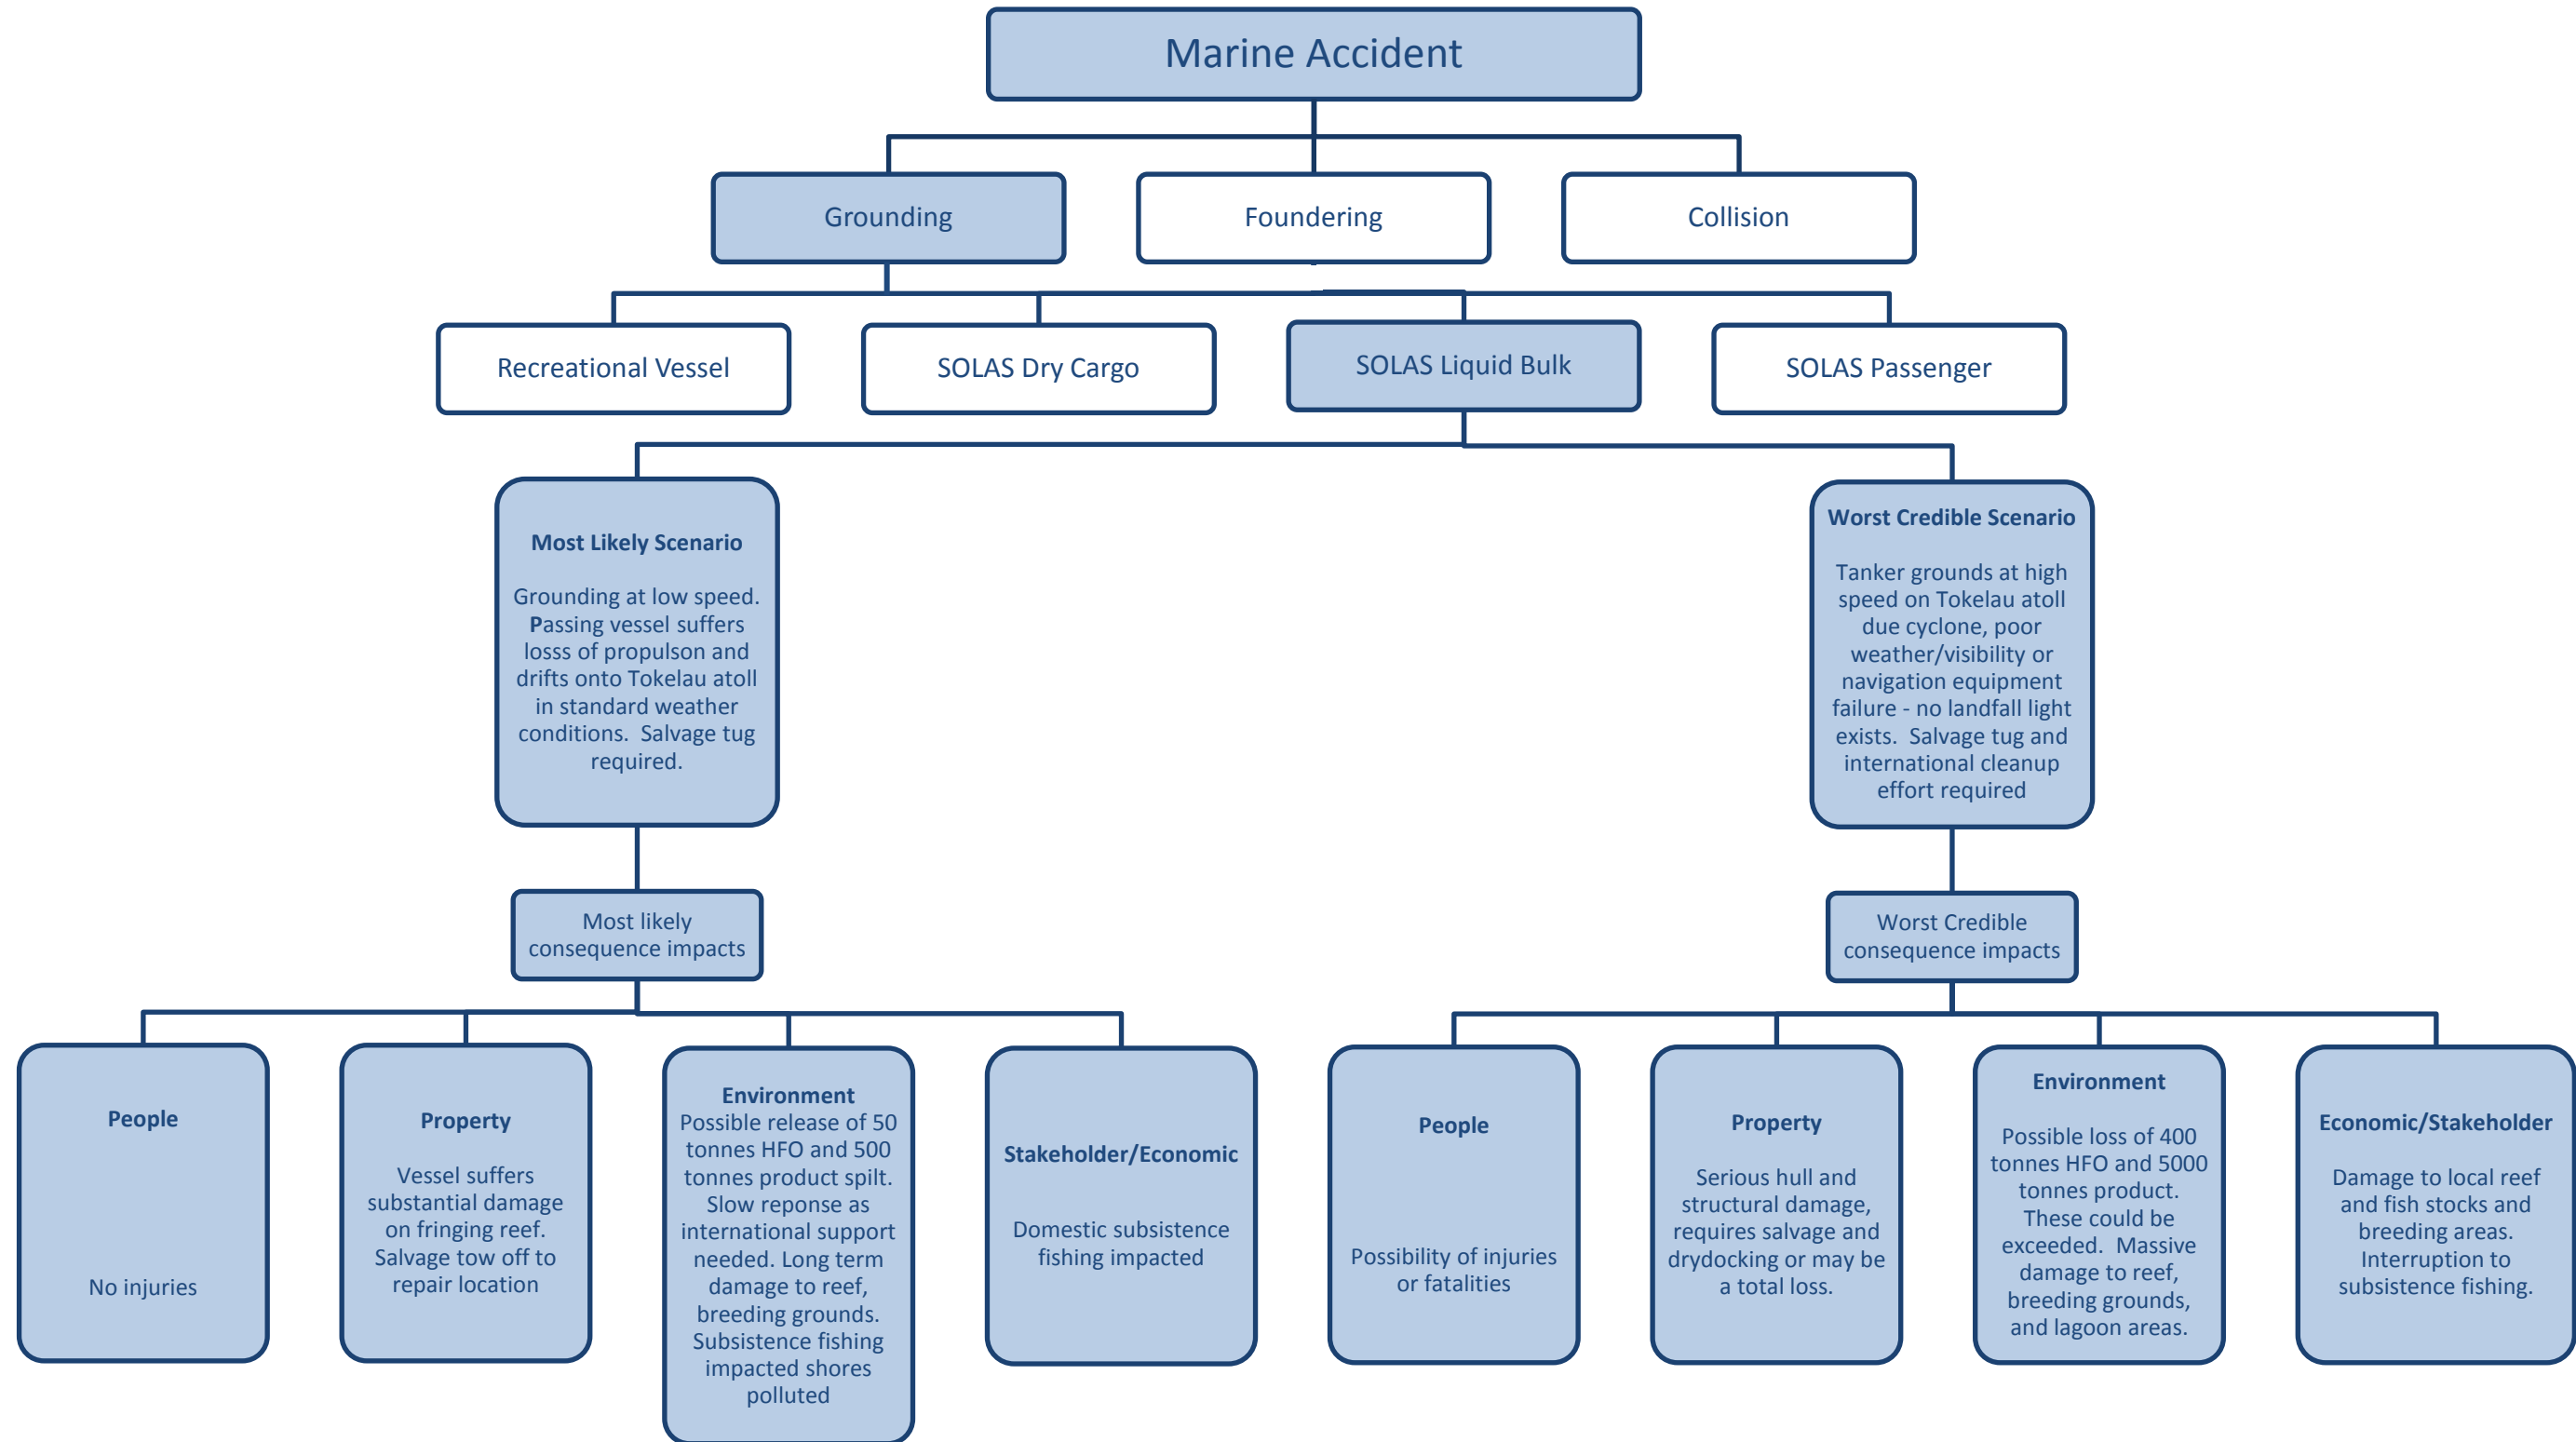 Marine Accident
Grounding
Foundering
Collision
Recreational Vessel
SOLAS Dry Cargo
SOLAS Liquid Bulk
SOLAS Passenger
Most Likely Scenario
Grounding at low speed.
Passing vessel suffers
losss of propulson and
drifts onto Tokelau atoll
in standard weather
conditions.  Salvage tug
required.
Worst Credible Scenario
Tanker grounds at high
speed on Tokelau atoll
due cyclone, poor
weather/visibility or
navigation equipment
failure - no landfall light
exists.  Salvage tug and
international cleanup
effort required
Most likely
consequence impacts
Worst Credible
consequence impacts
People
No injuries
Property
Vessel suffers
substantial damage
on fringing reef.
Salvage tow off to
repair location
Environment
Possible release of 50
tonnes HFO and 500
tonnes product spilt.
Slow reponse as
international support
needed. Long term
damage to reef,
breeding grounds.
Subsistence fishing
impacted shores
polluted
Stakeholder/Economic
Domestic subsistence
fishing impacted
People
Possibility of injuries
or fatalities
Property
Serious hull and
structural damage,
requires salvage and
drydocking or may be
a total loss.
Environment
Possible loss of 400
tonnes HFO and 5000
tonnes product.
These could be
exceeded.  Massive
damage to reef,
breeding grounds,
and lagoon areas.
Economic/Stakeholder
Damage to local reef
and fish stocks and
breeding areas.
Interruption to
subsistence fishing.